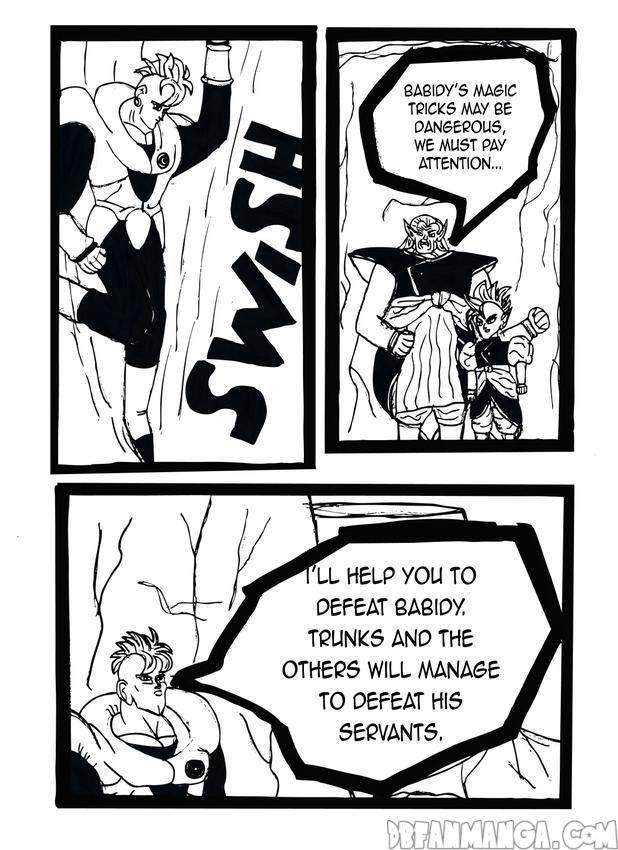 SWISH
BABIDY'S MAGIC
TRICKS MAY BE
DANGEROUS,
WE MUST PAY
ATTENTION...
I'LL HELP YOU TO
DEFEAT BABIDY.
TRUNKS AND THE
OTHERS WILL MANAGE
TO DEFEAT HIS
SERVANTS.
DBFANMANGA.COM